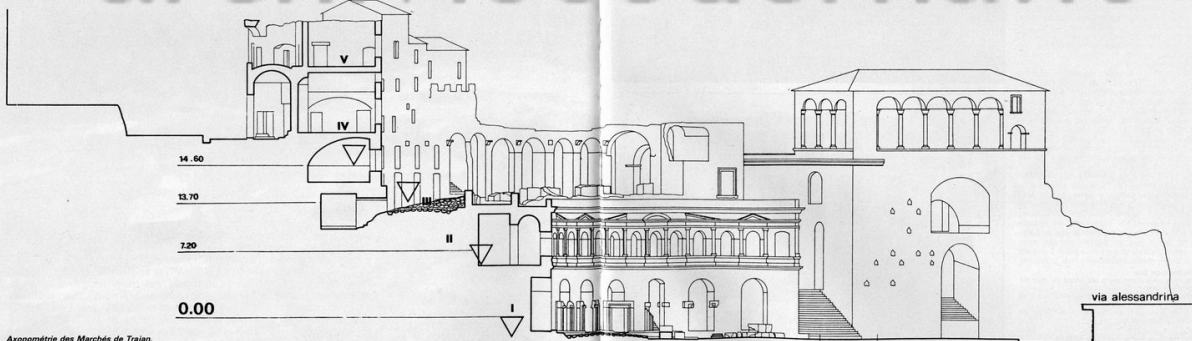 V
IV
14.60
13.70
III
II
7.20
0.00
I
via alessandrina
Axonométrie des Marchés de Trajan.